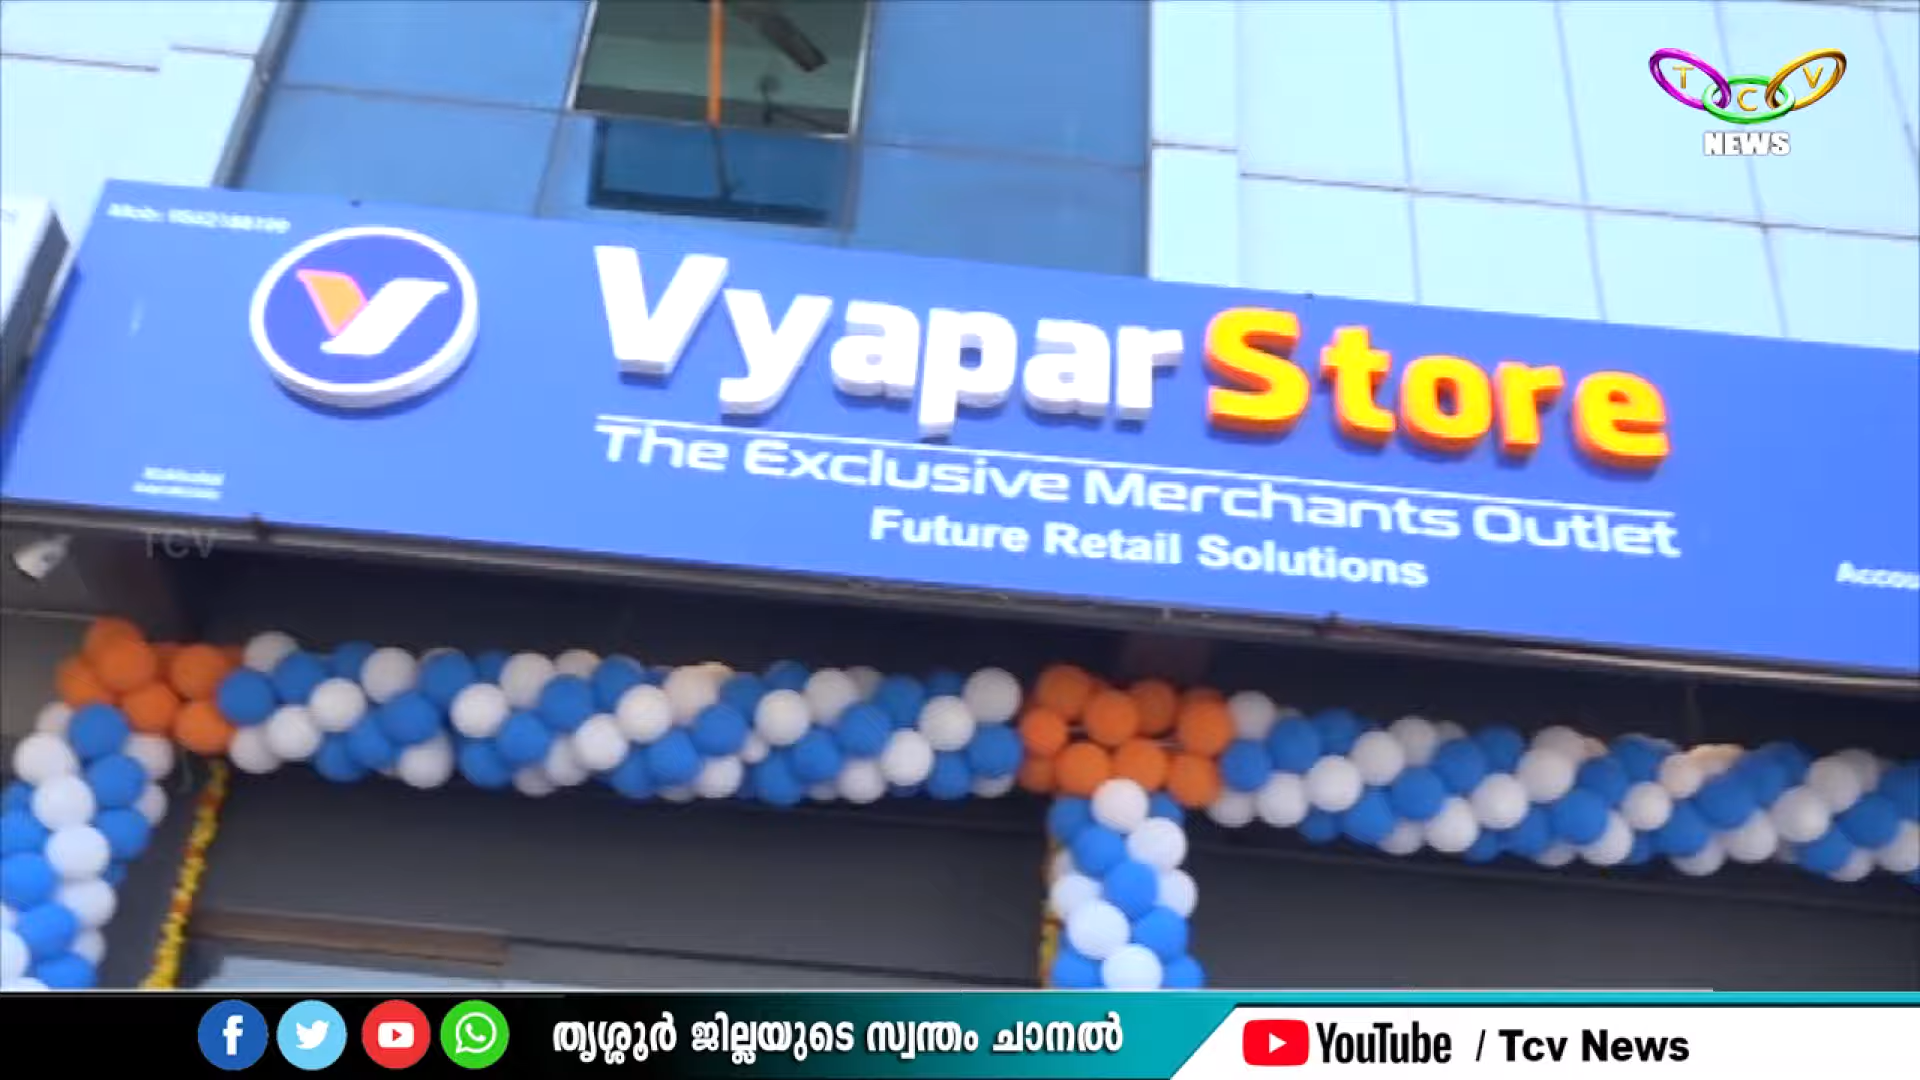 T C V
NEWS
Vyapar Store
The Exclusive Merchants Outlet
Future Retail Solutions
TCV
തൃശ്ശൂർ ജില്ലയുടെ സ്വന്തം ചാനൽ
YouTube / Tcv News